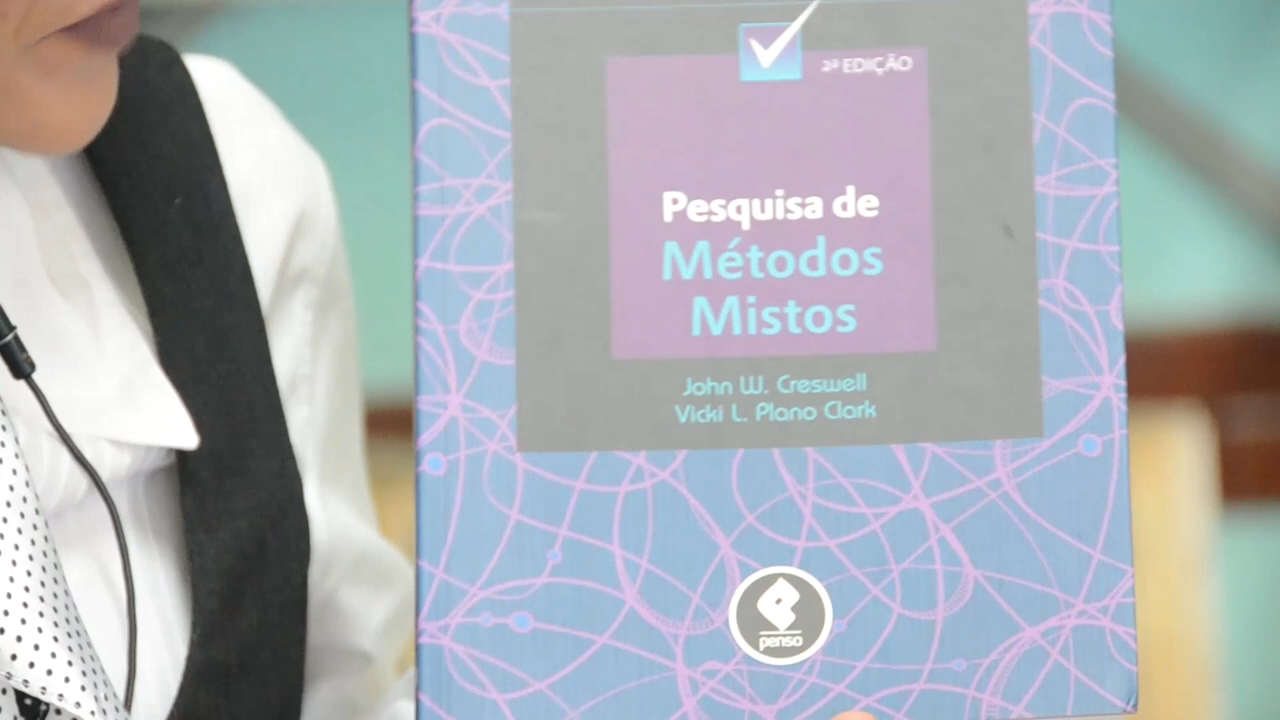 2ª EDIÇÃO
Pesquisa de
Métodos
Mistos
John W. Creswell
Vicki L. Plano Clark
penso